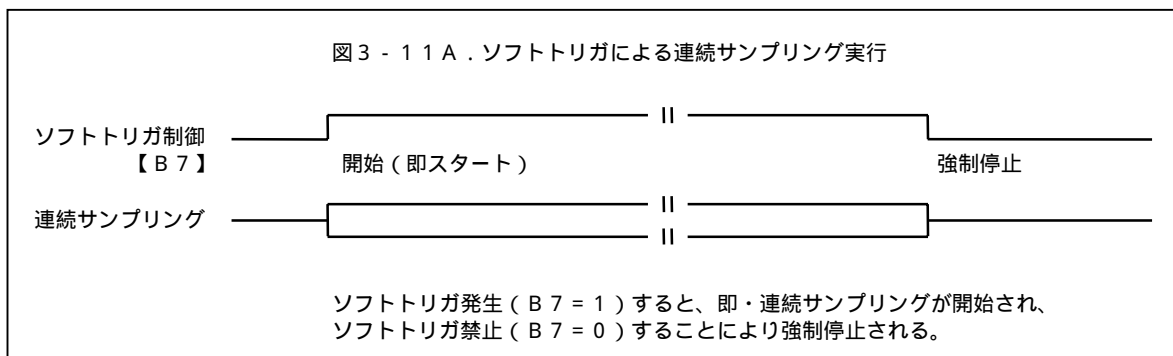 図３－１１Ａ．ソフトトリガによる連続サンプリング実行
ソフトトリガ制御
【Ｂ７】
開始（即スタート）
強制停止
連続サンプリング
ソフトトリガ発生（Ｂ７＝１）すると、即・連続サンプリングが開始され、
ソフトトリガ禁止（Ｂ７＝０）することにより強制停止される。